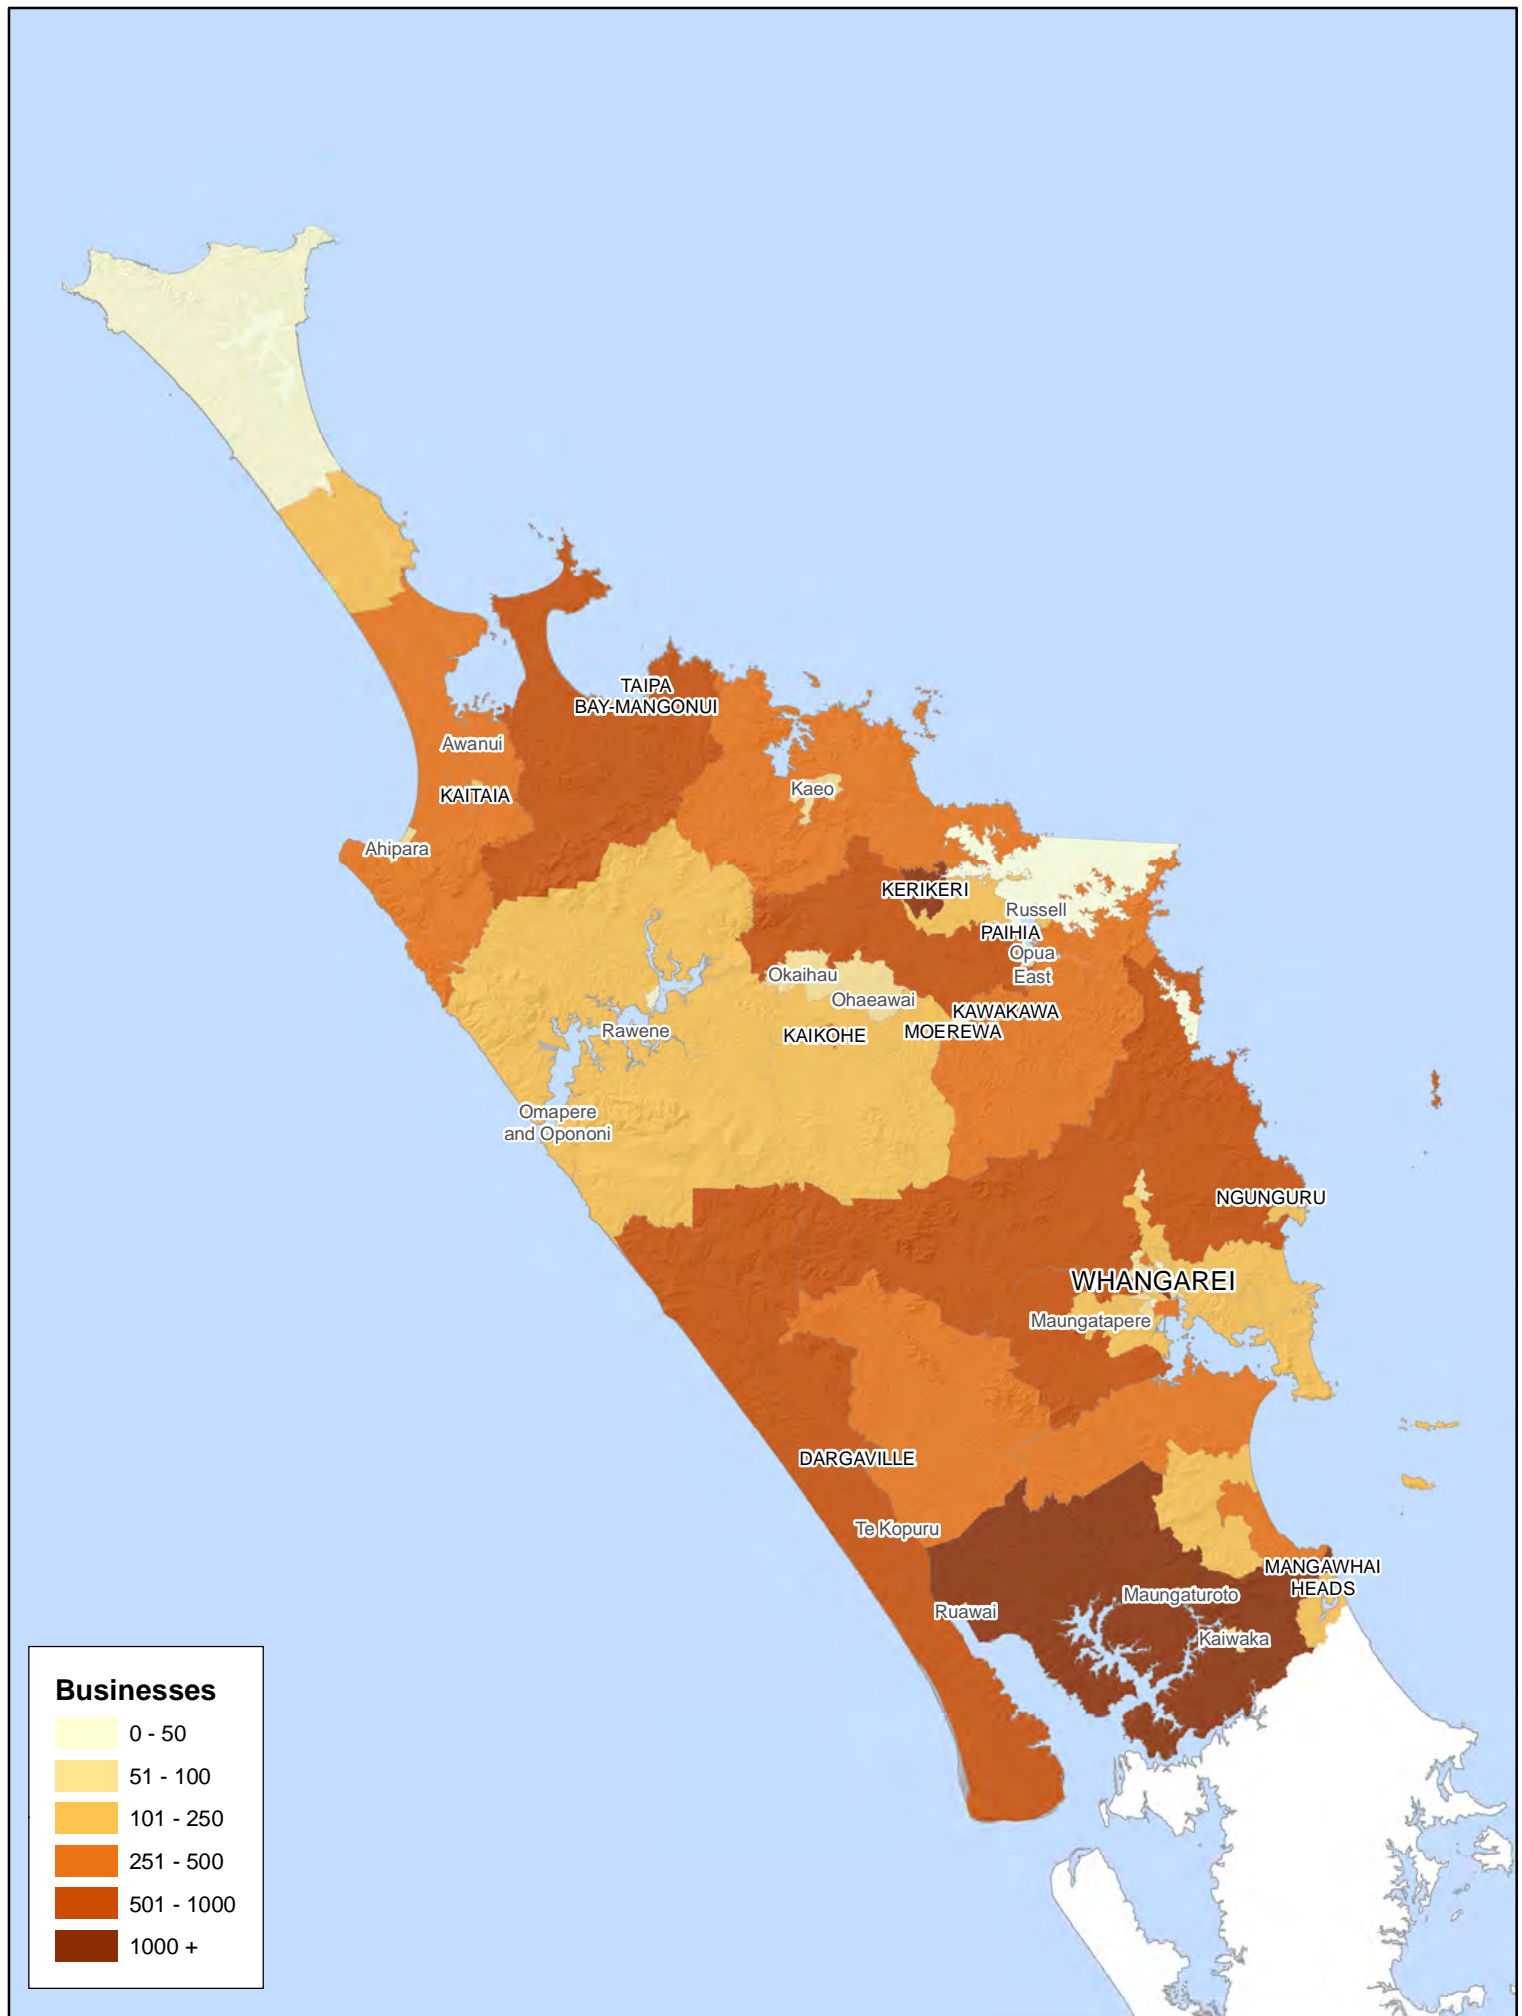 TAIPA
BAY-MANGONUI
Awanui
KAITAIA
Kaeo
Ahipara
KERIKERI
Russell
PAIHIA
Opua
East
Okaihau
Ohaeawai
KAWAKAWA
MOEREWA
KAIKOHE
Rawene
Omapere
and Opononi
NGUNGURU
WHANGAREI
Maungatapere
DARGAVILLE
Te Kopuru
MANGAWHAI
HEADS
Maungaturoto
Ruawai
Kaiwaka
Businesses
0 - 50
51 - 100
101 - 250
251 - 500
501 - 1000
1000 +